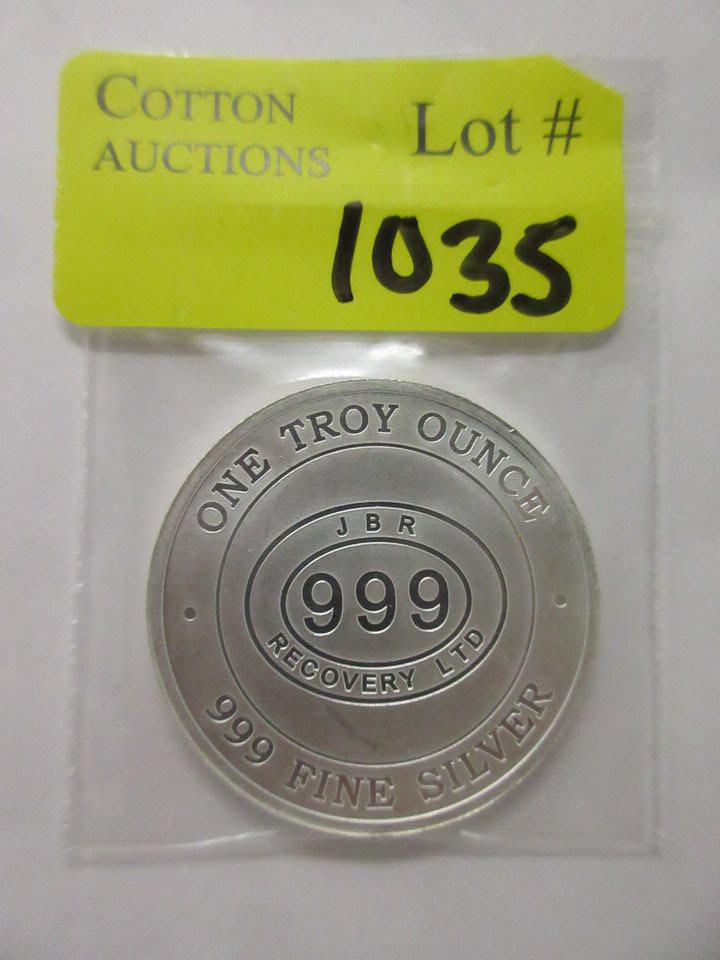 COTTON
AUCTIONS
Lot #
1035
ONE TROY OUNCE
JBR
999
RECOVERY LTD
999 FINE SILVER